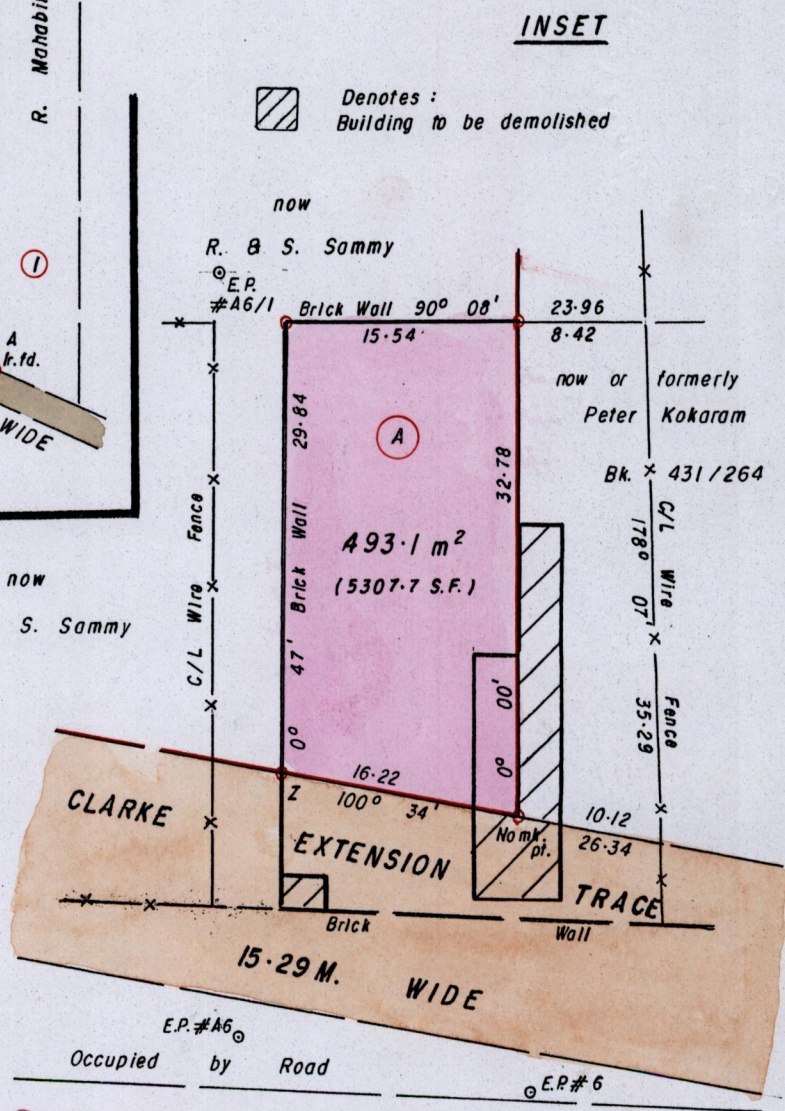 INSET
R. Mahabir
Denotes :
Building to be demolished
now
R. & S. Sammy
1
E.P.
#A6/1
Brick Wall 90° 08'
23·96
15·54
8·42
A
Ir.fd.
WIDE
now or formerly
Peter Kokaram
Bk. 431/264
A
29·84
32·78
493·1 m²
(5307·7 S.F.)
0° 47' Brick Wall
C/L Wire Fence
C/L Wire Fence
178° 07'
35·29
now
S. Sammy
0° 00'
16·22
Z 100° 34'
No mk.
pt.
10·12
26·34
CLARKE EXTENSION TRACE
Brick Wall
15·29 M. WIDE
E.P.#A6
Occupied by Road
E.P.# 6